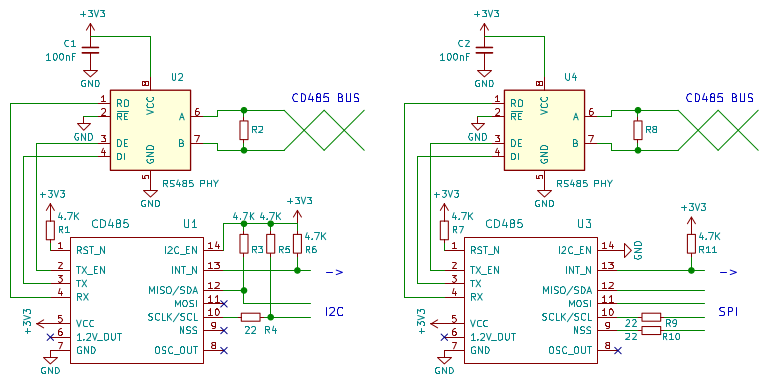 +3V3
C1
100nF
GND
U2
8
VCC
1
RO
2
RE
GND
3
DE
4
DI
A
6
B
7
GND
5
GND
RS485 PHY
R2
CD485 BUS
+3V3
4.7K
R1
CD485
U1
1
RST_N
2
TX_EN
3
TX
4
RX
+3V3
5
VCC
6
1.2V_OUT
7
GND
GND
I2C_EN
14
INT_N
13
MISO/SDA
12
MOSI
11
SCLK/SCL
10
NSS
9
OSC_OUT
8
4.7K
R3
4.7K
R5
+3V3
4.7K
R6
22
R4
->
I2C
+3V3
C2
100nF
GND
U4
8
VCC
1
RO
2
RE
GND
3
DE
4
DI
A
6
B
7
GND
5
GND
RS485 PHY
R8
CD485 BUS
+3V3
4.7K
R7
CD485
U3
1
RST_N
2
TX_EN
3
TX
4
RX
+3V3
5
VCC
6
1.2V_OUT
7
GND
GND
I2C_EN
14
GND
INT_N
13
MISO/SDA
12
MOSI
11
SCLK/SCL
10
NSS
9
OSC_OUT
8
+3V3
4.7K
R11
22
R9
22
R10
->
SPI